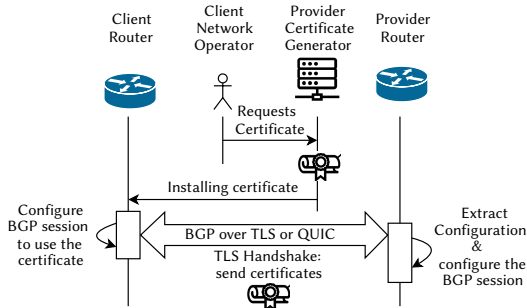 Client
Router
Client
Network
Operator
Provider
Certificate
Generator
Provider
Router
Requests
Certificate
Installing certificate
Configure
BGP session
to use the
certificate
BGP over TLS or QUIC
TLS Handshake:
send certificates
Extract
Configuration
&
configure the
BGP session